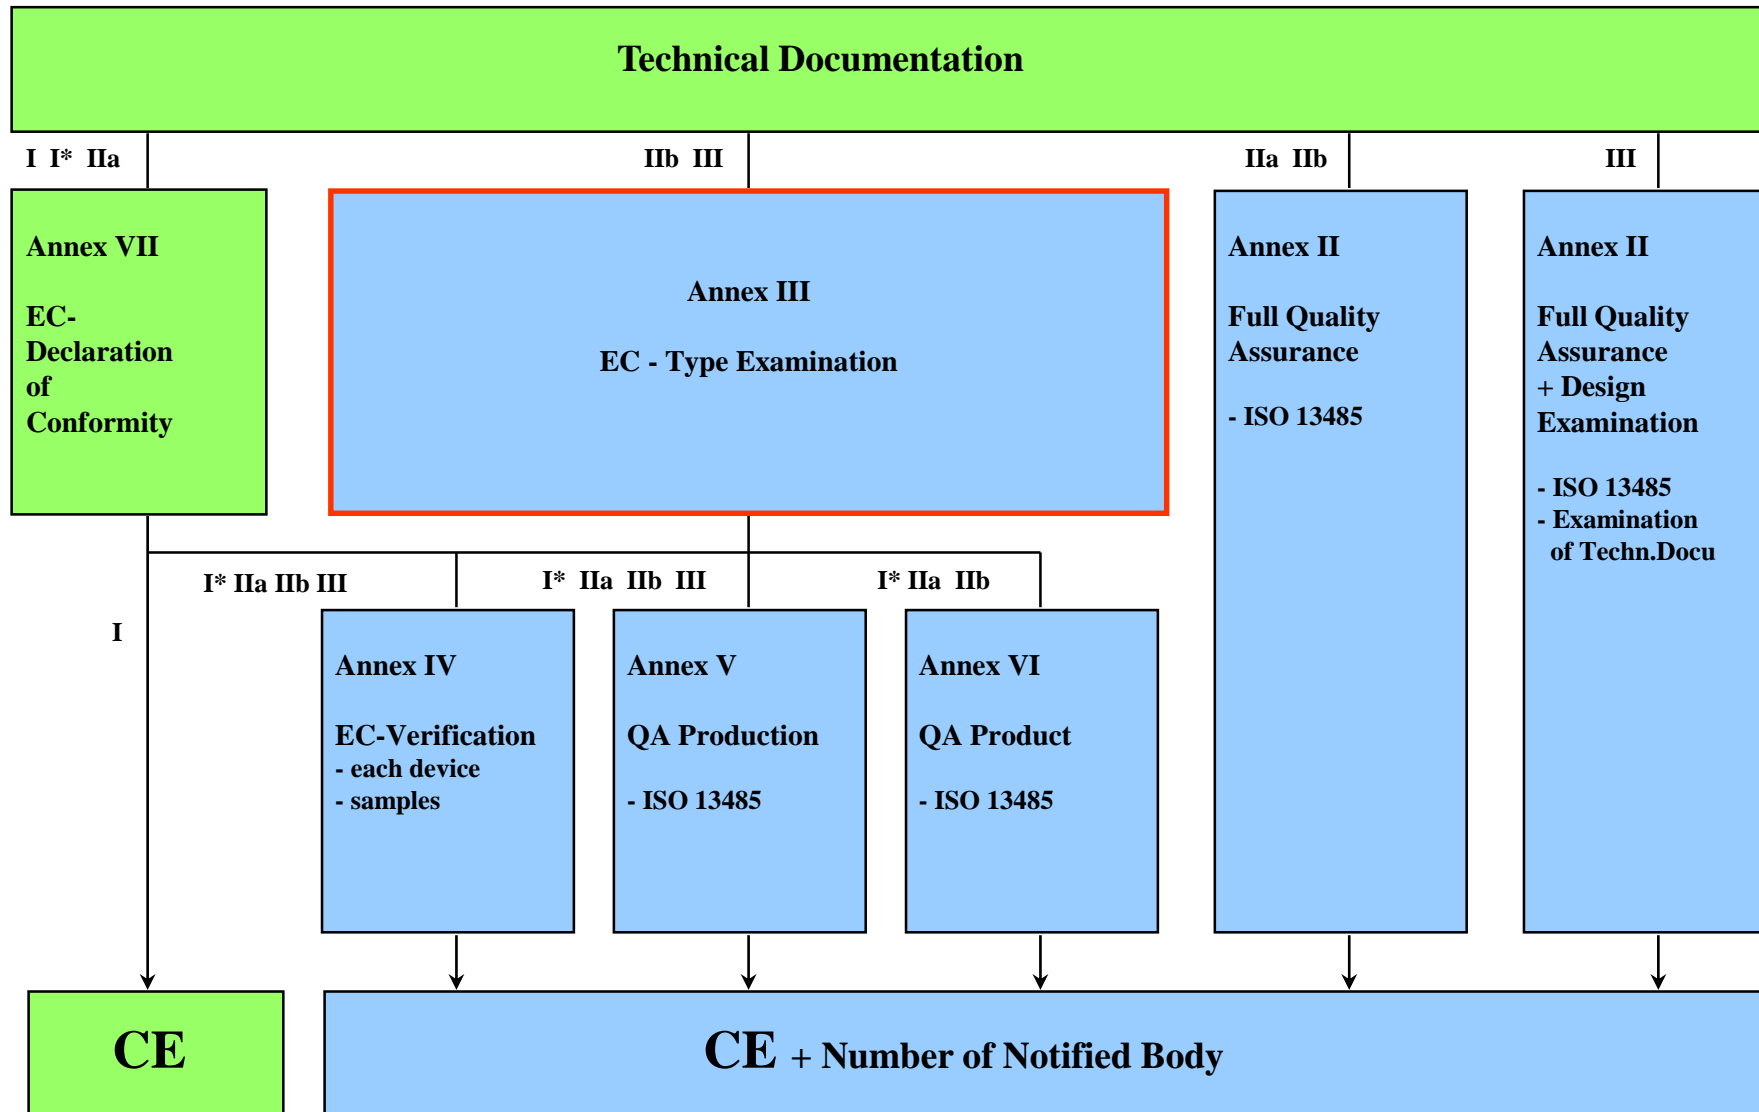 Technical Documentation
I I* IIa
IIb III
IIa IIb
III
Annex VII
EC-
Declaration
of
Conformity
Annex III
EC - Type Examination
Annex II
Full Quality
Assurance
- ISO 13485
Annex II
Full Quality
Assurance
+ Design
Examination
- ISO 13485
- Examination
of Techn.Docu
I* IIa IIb III
I* IIa IIb III
I* IIa IIb
I
Annex IV
EC-Verification
- each device
- samples
Annex V
QA Production
- ISO 13485
Annex VI
QA Product
- ISO 13485
CE
CE + Number of Notified Body